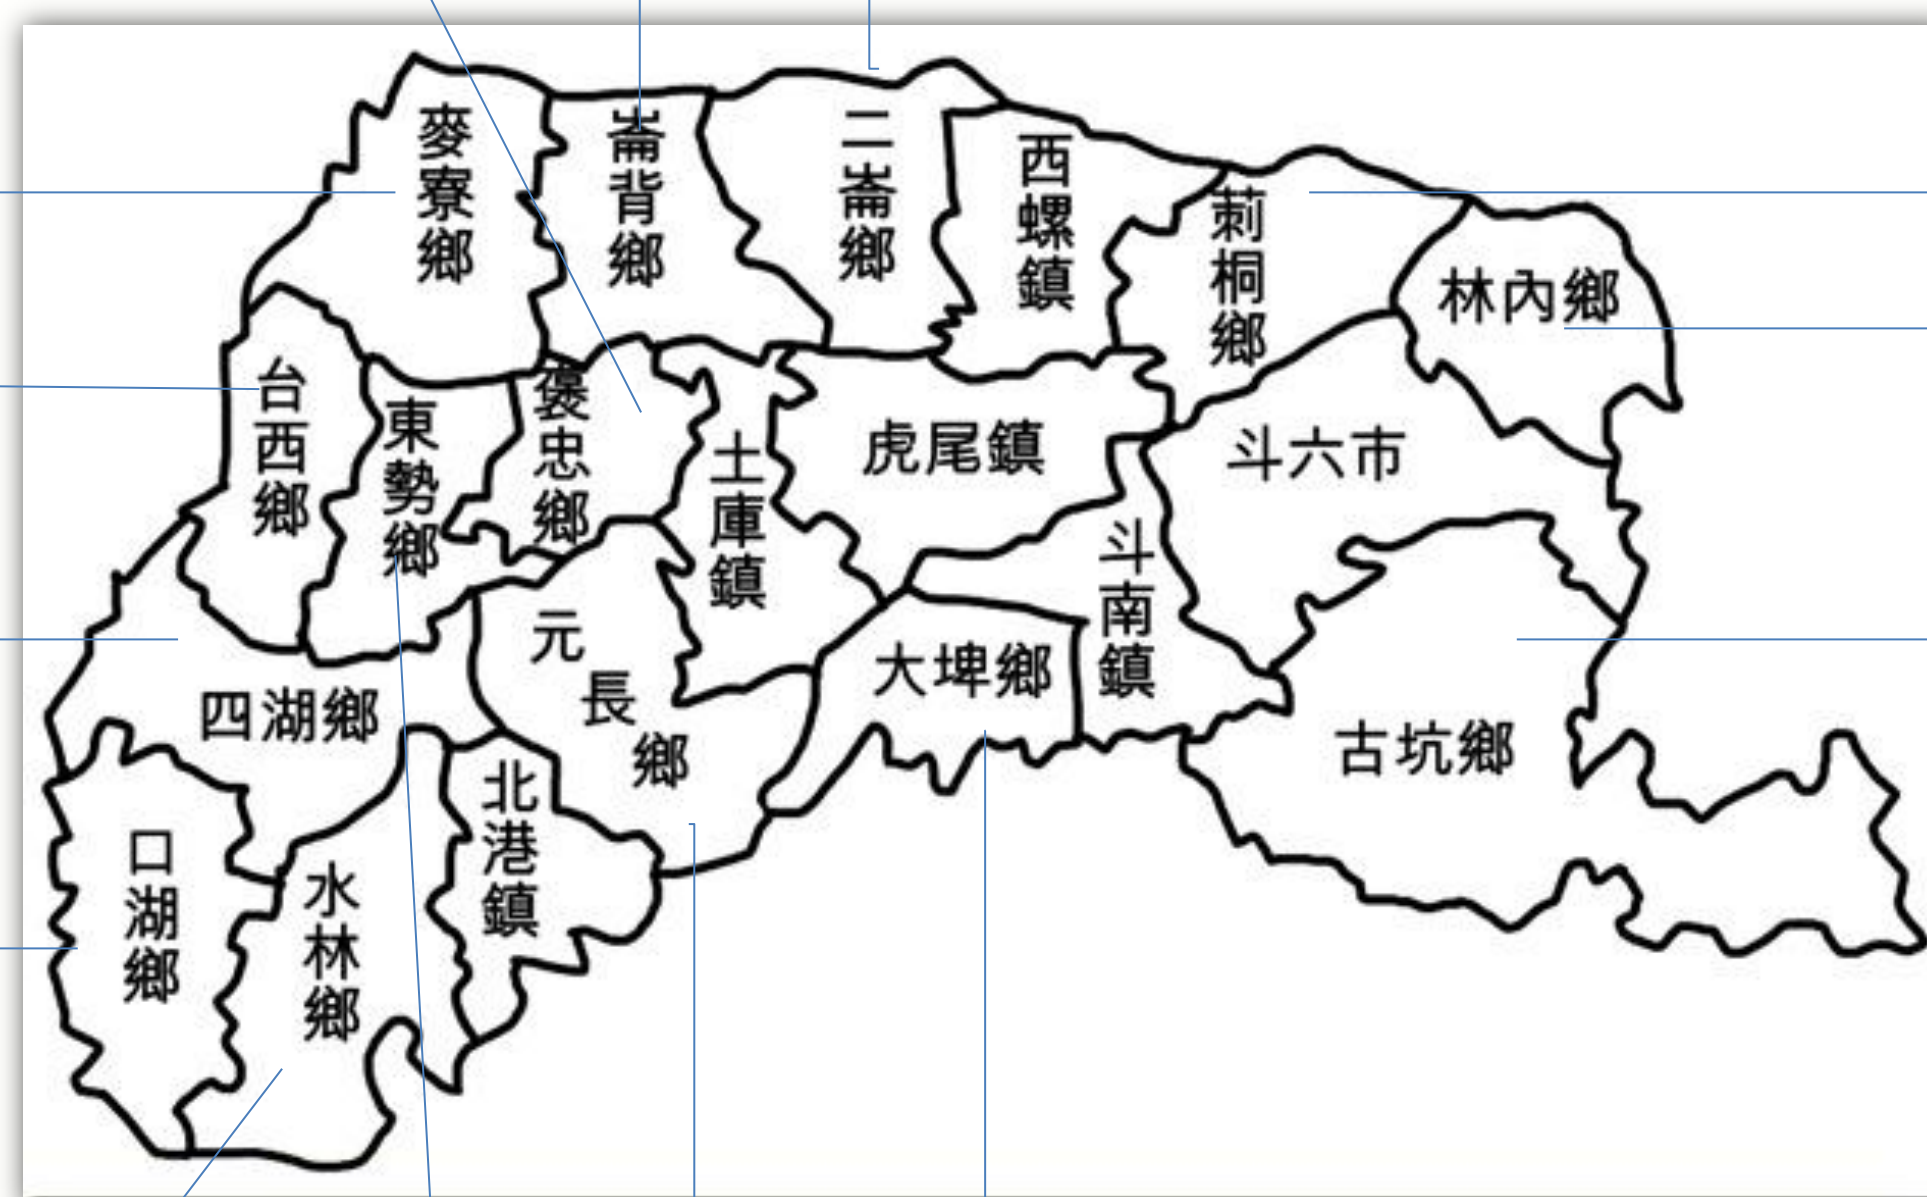 麥寮鄉
崙背鄉
二崙鄉
西螺鎮
莿桐鄉
林內鄉
台西鄉
東勢鄉
褒忠鄉
土庫鎮
虎尾鎮
斗六市
斗南鎮
元長鄉
大埤鄉
四湖鄉
古坑鄉
北港鎮
口湖鄉
水林鄉